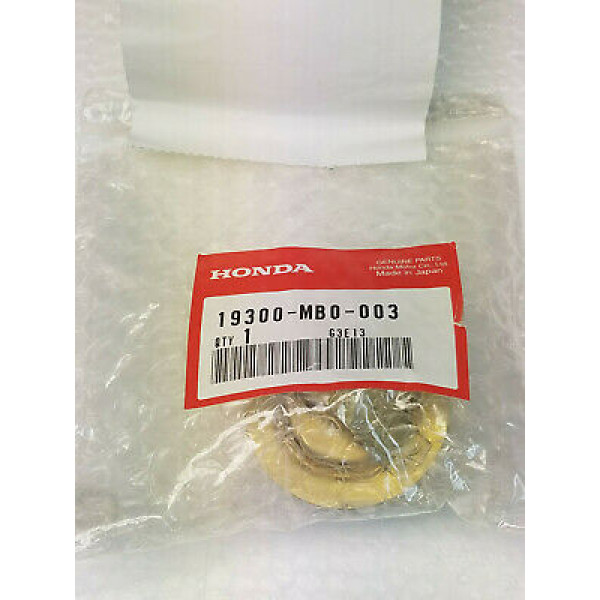 HONDA
GENUINE PARTS
Honda Motor Co., Ltd.
Made in Japan
19300-MB0-003
QTY 1 G3E13